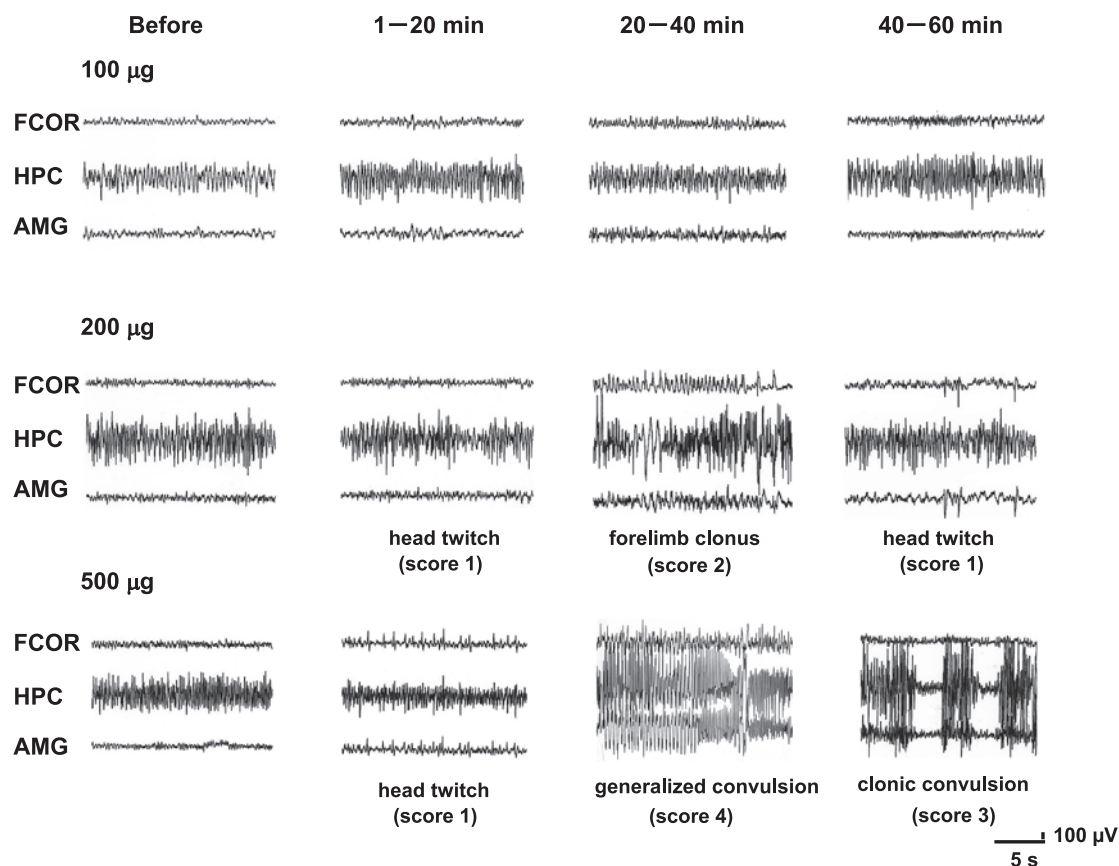 Before 1—20 min 20—40 min 40—60 min
100 μg
FCOR
HPC
AMG
200 μg
FCOR
HPC
AMG
head twitch forelimb clonus head twitch
(score 1) (score 2) (score 1)
500 μg
FCOR
HPC
AMG
head twitch generalized convulsion clonic convulsion
(score 1) (score 4) (score 3)
100 μV
5 s